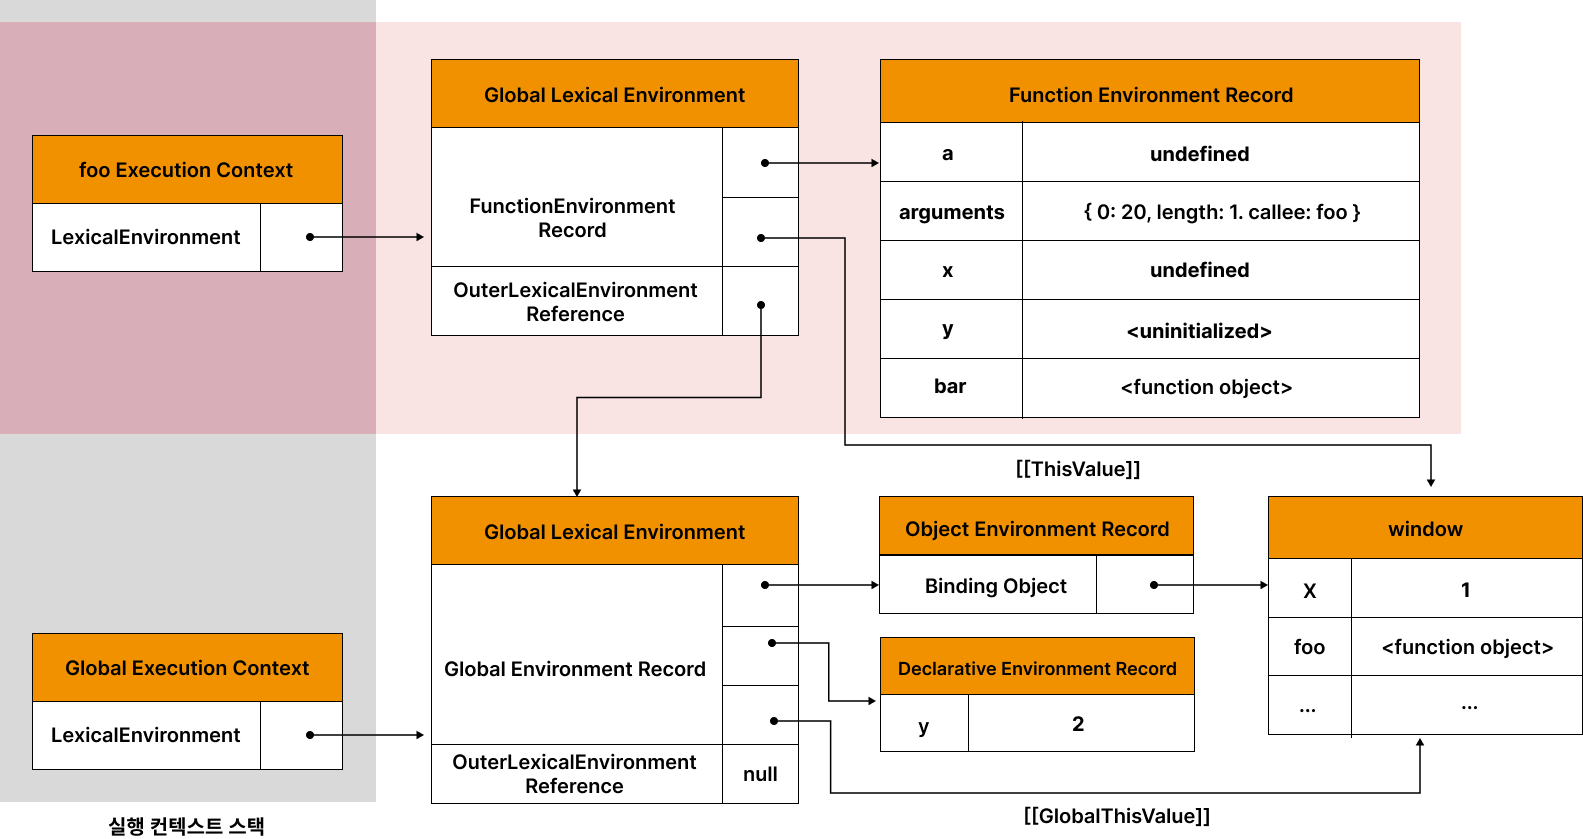 foo Execution Context
LexicalEnvironment
Global Lexical Environment
FunctionEnvironment
Record
OuterLexicalEnvironment
Reference
Function Environment Record
a undefined
arguments { 0: 20, length: 1. callee: foo }
x undefined
y <uninitialized>
bar <function object>
[[ThisValue]]
Global Execution Context
LexicalEnvironment
Global Lexical Environment
Global Environment Record
OuterLexicalEnvironment
Reference
null
Object Environment Record
Binding Object
Declarative Environment Record
y 2
window
X 1
foo <function object>
... ...
[[GlobalThisValue]]
실행 컨텍스트 스택